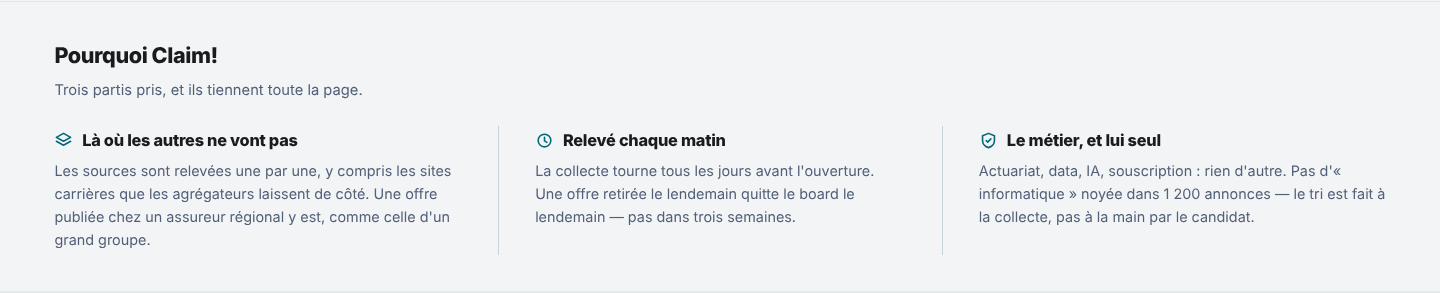 Pourquoi Claim!
Trois partis pris, et ils tiennent toute la page.
Là où les autres ne vont pas
Les sources sont relevées une par une, y compris les sites
carrières que les agrégateurs laissent de côté. Une offre
publiée chez un assureur régional y est, comme celle d'un
grand groupe.
Relevé chaque matin
La collecte tourne tous les jours avant l'ouverture.
Une offre retirée le lendemain quitte le board le
lendemain — pas dans trois semaines.
Le métier, et lui seul
Actuariat, data, IA, souscription : rien d'autre. Pas d'«
informatique » noyée dans 1 200 annonces — le tri est fait à
la collecte, pas à la main par le candidat.